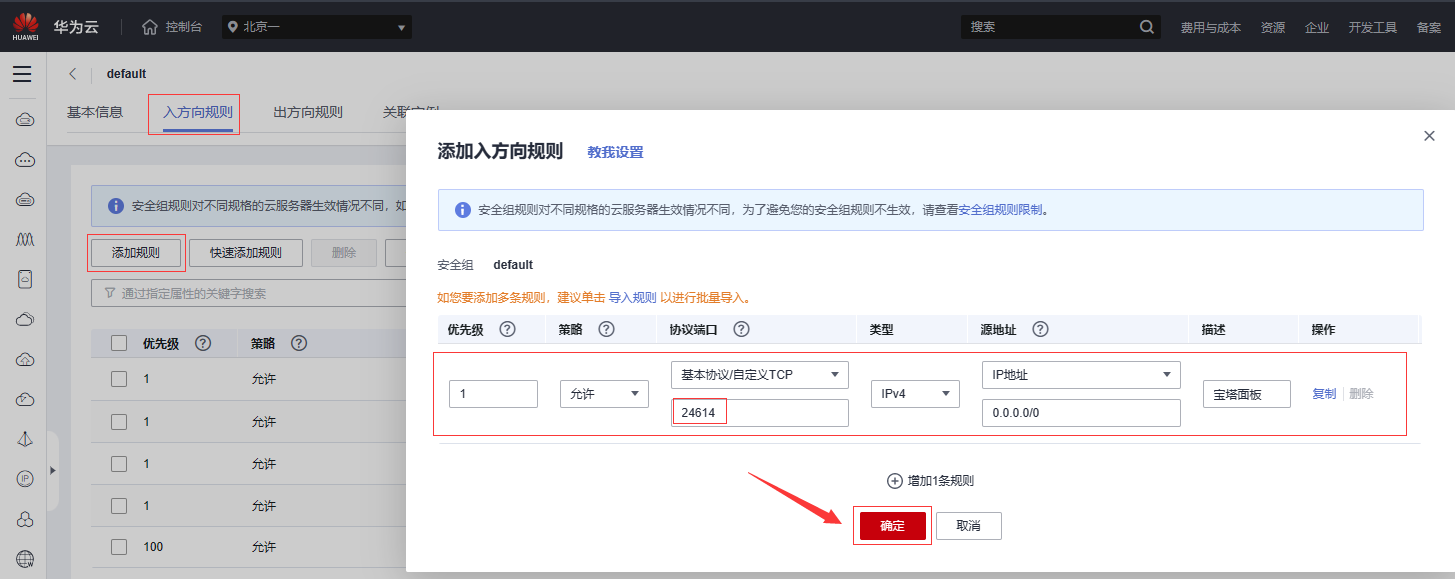 HUAWEI 华为云 控制台 北京一 搜索 费用与成本 资源 企业 开发工具 备案
default
基本信息 入方向规则 出方向规则 关联实例
添加入方向规则 教我设置
安全组规则对不同规格的云服务器生效情况不同，如
安全组规则对不同规格的云服务器生效情况不同，为了避免您的安全组规则不生效，请查看安全组规则限制。
添加规则 快速添加规则 删除
安全组 default
通过指定属性的关键字搜索
如您要添加多条规则，建议单击 导入规则 以进行批量导入。
优先级 策略
优先级 策略 协议端口 类型 源地址 描述 操作
1 允许
1 允许 基本协议/自定义TCP IPv4 IP地址 宝塔面板 复制 删除
24614 0.0.0.0/0
1 允许
1 允许
1 允许
100 允许
IP
增加1条规则
确定 取消